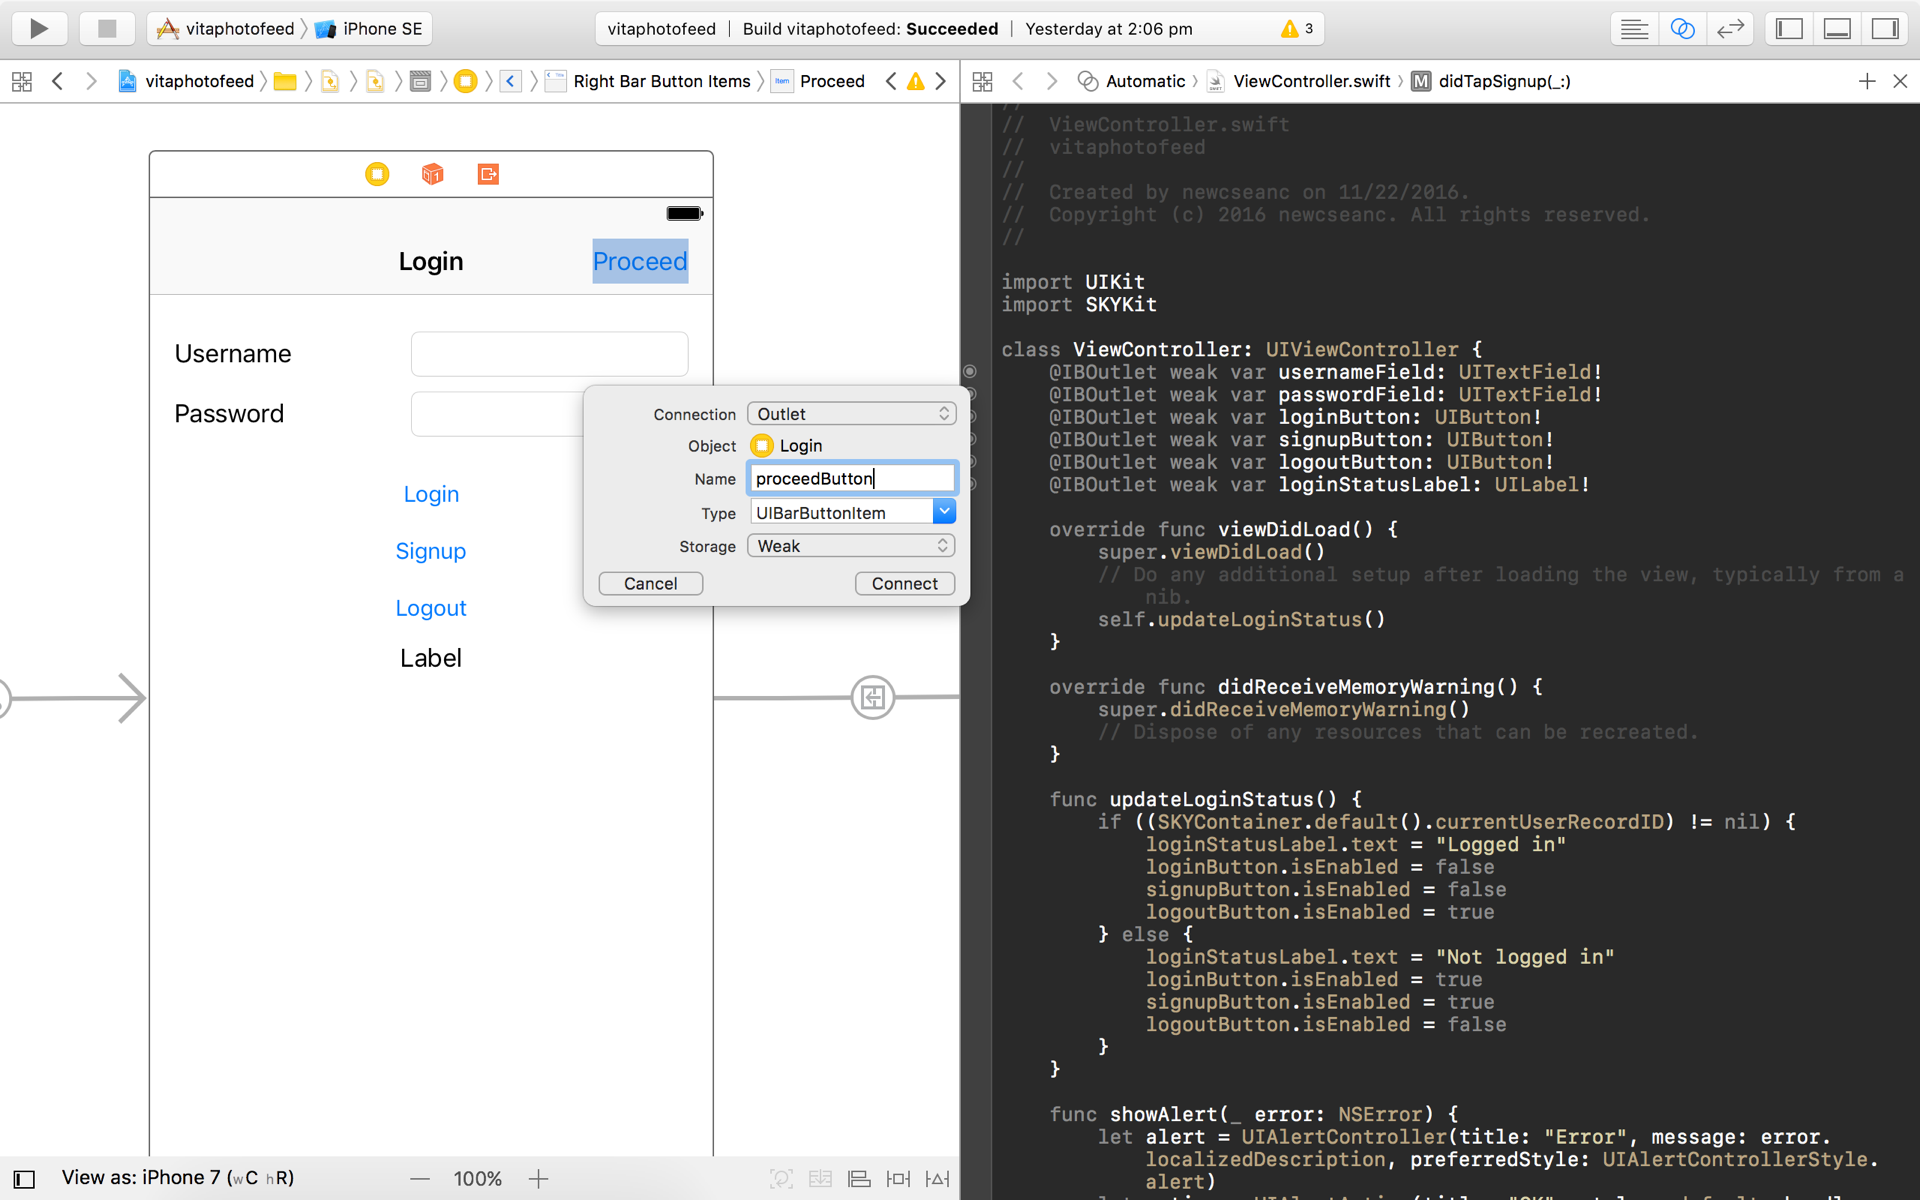 vitaphotofeed iPhone SE
vitaphotofeed Build vitaphotofeed: Succeeded Yesterday at 2:06 pm 3
vitaphotofeed Right Bar Button Items Item Proceed
Automatic ViewController.swift M didTapSignup(_:)
Login Proceed
Username
Password
Login
Signup
Logout
Label
Connection Outlet
Object Login
Name proceedButton
Type UIBarButtonItem
Storage Weak
Cancel Connect
View as: iPhone 7 (wC hR) — 100% +
//
// ViewController.swift
// vitaphotofeed
//
// Created by newcseanc on 11/22/2016.
// Copyright (c) 2016 newcseanc. All rights reserved.
//
import UIKit
import SKYKit
class ViewController: UIViewController {
@IBOutlet weak var usernameField: UITextField!
@IBOutlet weak var passwordField: UITextField!
@IBOutlet weak var loginButton: UIButton!
@IBOutlet weak var signupButton: UIButton!
@IBOutlet weak var logoutButton: UIButton!
@IBOutlet weak var loginStatusLabel: UILabel!
override func viewDidLoad() {
super.viewDidLoad()
// Do any additional setup after loading the view, typically from a
nib.
self.updateLoginStatus()
}
override func didReceiveMemoryWarning() {
super.didReceiveMemoryWarning()
// Dispose of any resources that can be recreated.
}
func updateLoginStatus() {
if ((SKYContainer.default().currentUserRecordID) != nil) {
loginStatusLabel.text = "Logged in"
loginButton.isEnabled = false
signupButton.isEnabled = false
logoutButton.isEnabled = true
} else {
loginStatusLabel.text = "Not logged in"
loginButton.isEnabled = true
signupButton.isEnabled = true
logoutButton.isEnabled = false
}
}
func showAlert(_ error: NSError) {
let alert = UIAlertController(title: "Error", message: error.
localizedDescription, preferredStyle: UIAlertControllerStyle.
alert)